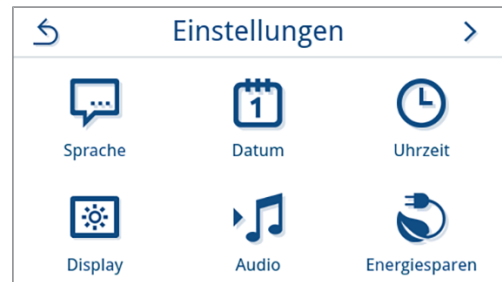 Einstellungen
Sprache
Datum
1
Uhrzeit
Display
Audio
Energiesparen